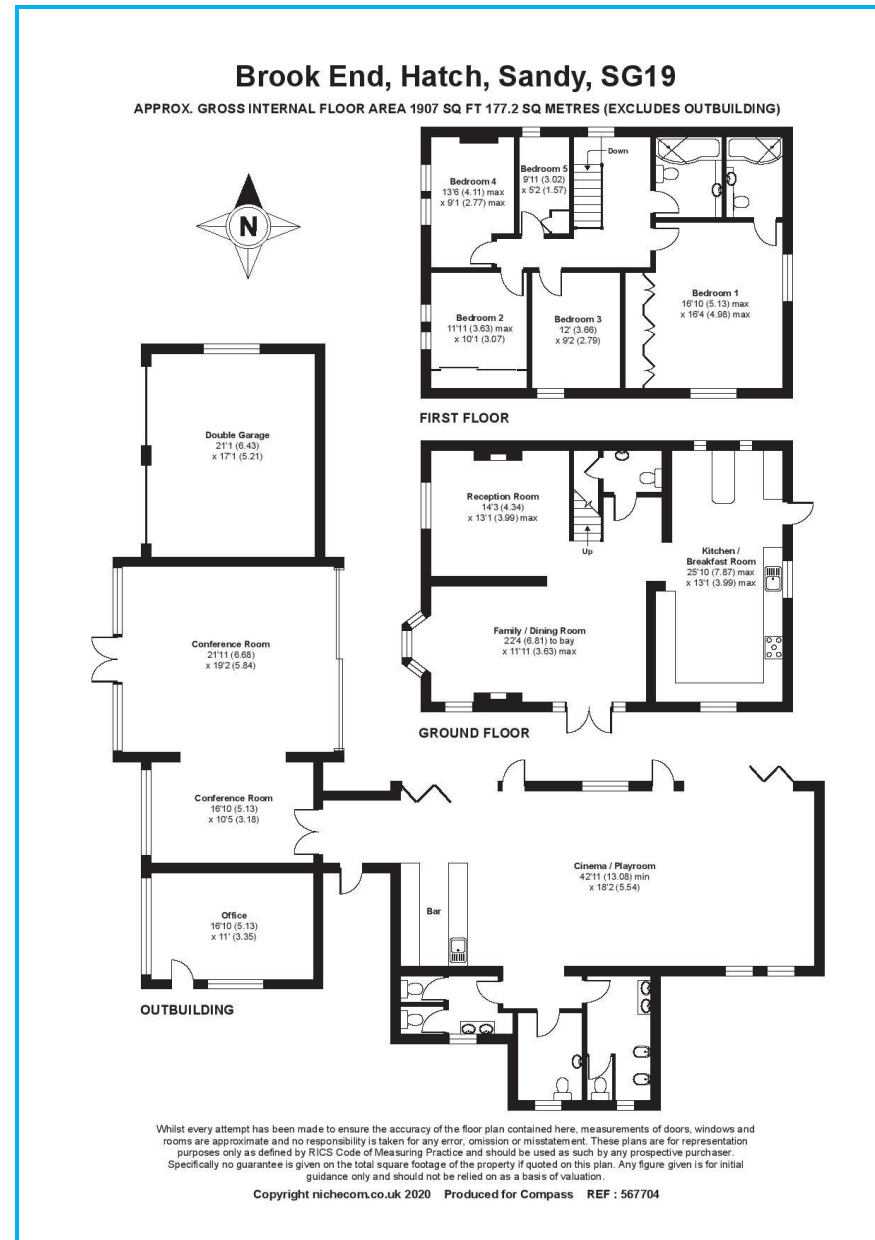 Brook End, Hatch, Sandy, SG19
APPROX. GROSS INTERNAL FLOOR AREA 1907 SQ FT 177.2 SQ METRES (EXCLUDES OUTBUILDING)
N
Bedroom 4
13'6 (4.11) max
x 9'1 (2.77) max
Bedroom 5
9'11 (3.02)
x 5'2 (1.57)
Down
Bedroom 2
11'11 (3.63) max
x 10'1 (3.07)
Bedroom 3
12' (3.66)
x 9'2 (2.79)
Bedroom 1
16'10 (5.13) max
x 16'4 (4.98) max
FIRST FLOOR
Double Garage
21'1 (6.43)
x 17'1 (5.21)
Reception Room
14'3 (4.34)
x 13'1 (3.99) max
Up
Kitchen /
Breakfast Room
25'10 (7.87) max
x 13'1 (3.99) max
Family / Dining Room
22'4 (6.81) to bay
x 11'11 (3.63) max
GROUND FLOOR
Conference Room
21'11 (6.68)
x 19'2 (5.84)
Conference Room
16'10 (5.13)
x 10'5 (3.18)
Cinema / Playroom
42'11 (13.08) min
x 18'2 (5.54)
Bar
Office
16'10 (5.13)
x 11' (3.35)
OUTBUILDING
Whilst every attempt has been made to ensure the accuracy of the floor plan contained here, measurements of doors, windows and
rooms are approximate and no responsibility is taken for any error, omission or misstatement. These plans are for representation
purposes only as defined by RICS Code of Measuring Practice and should be used as such by any prospective purchaser.
Specifically no guarantee is given on the total square footage of the property if quoted on this plan. Any figure given is for initial
guidance only and should not be relied on as a basis of valuation.
Copyright nichecom.co.uk 2020 Produced for Compass REF : 567704